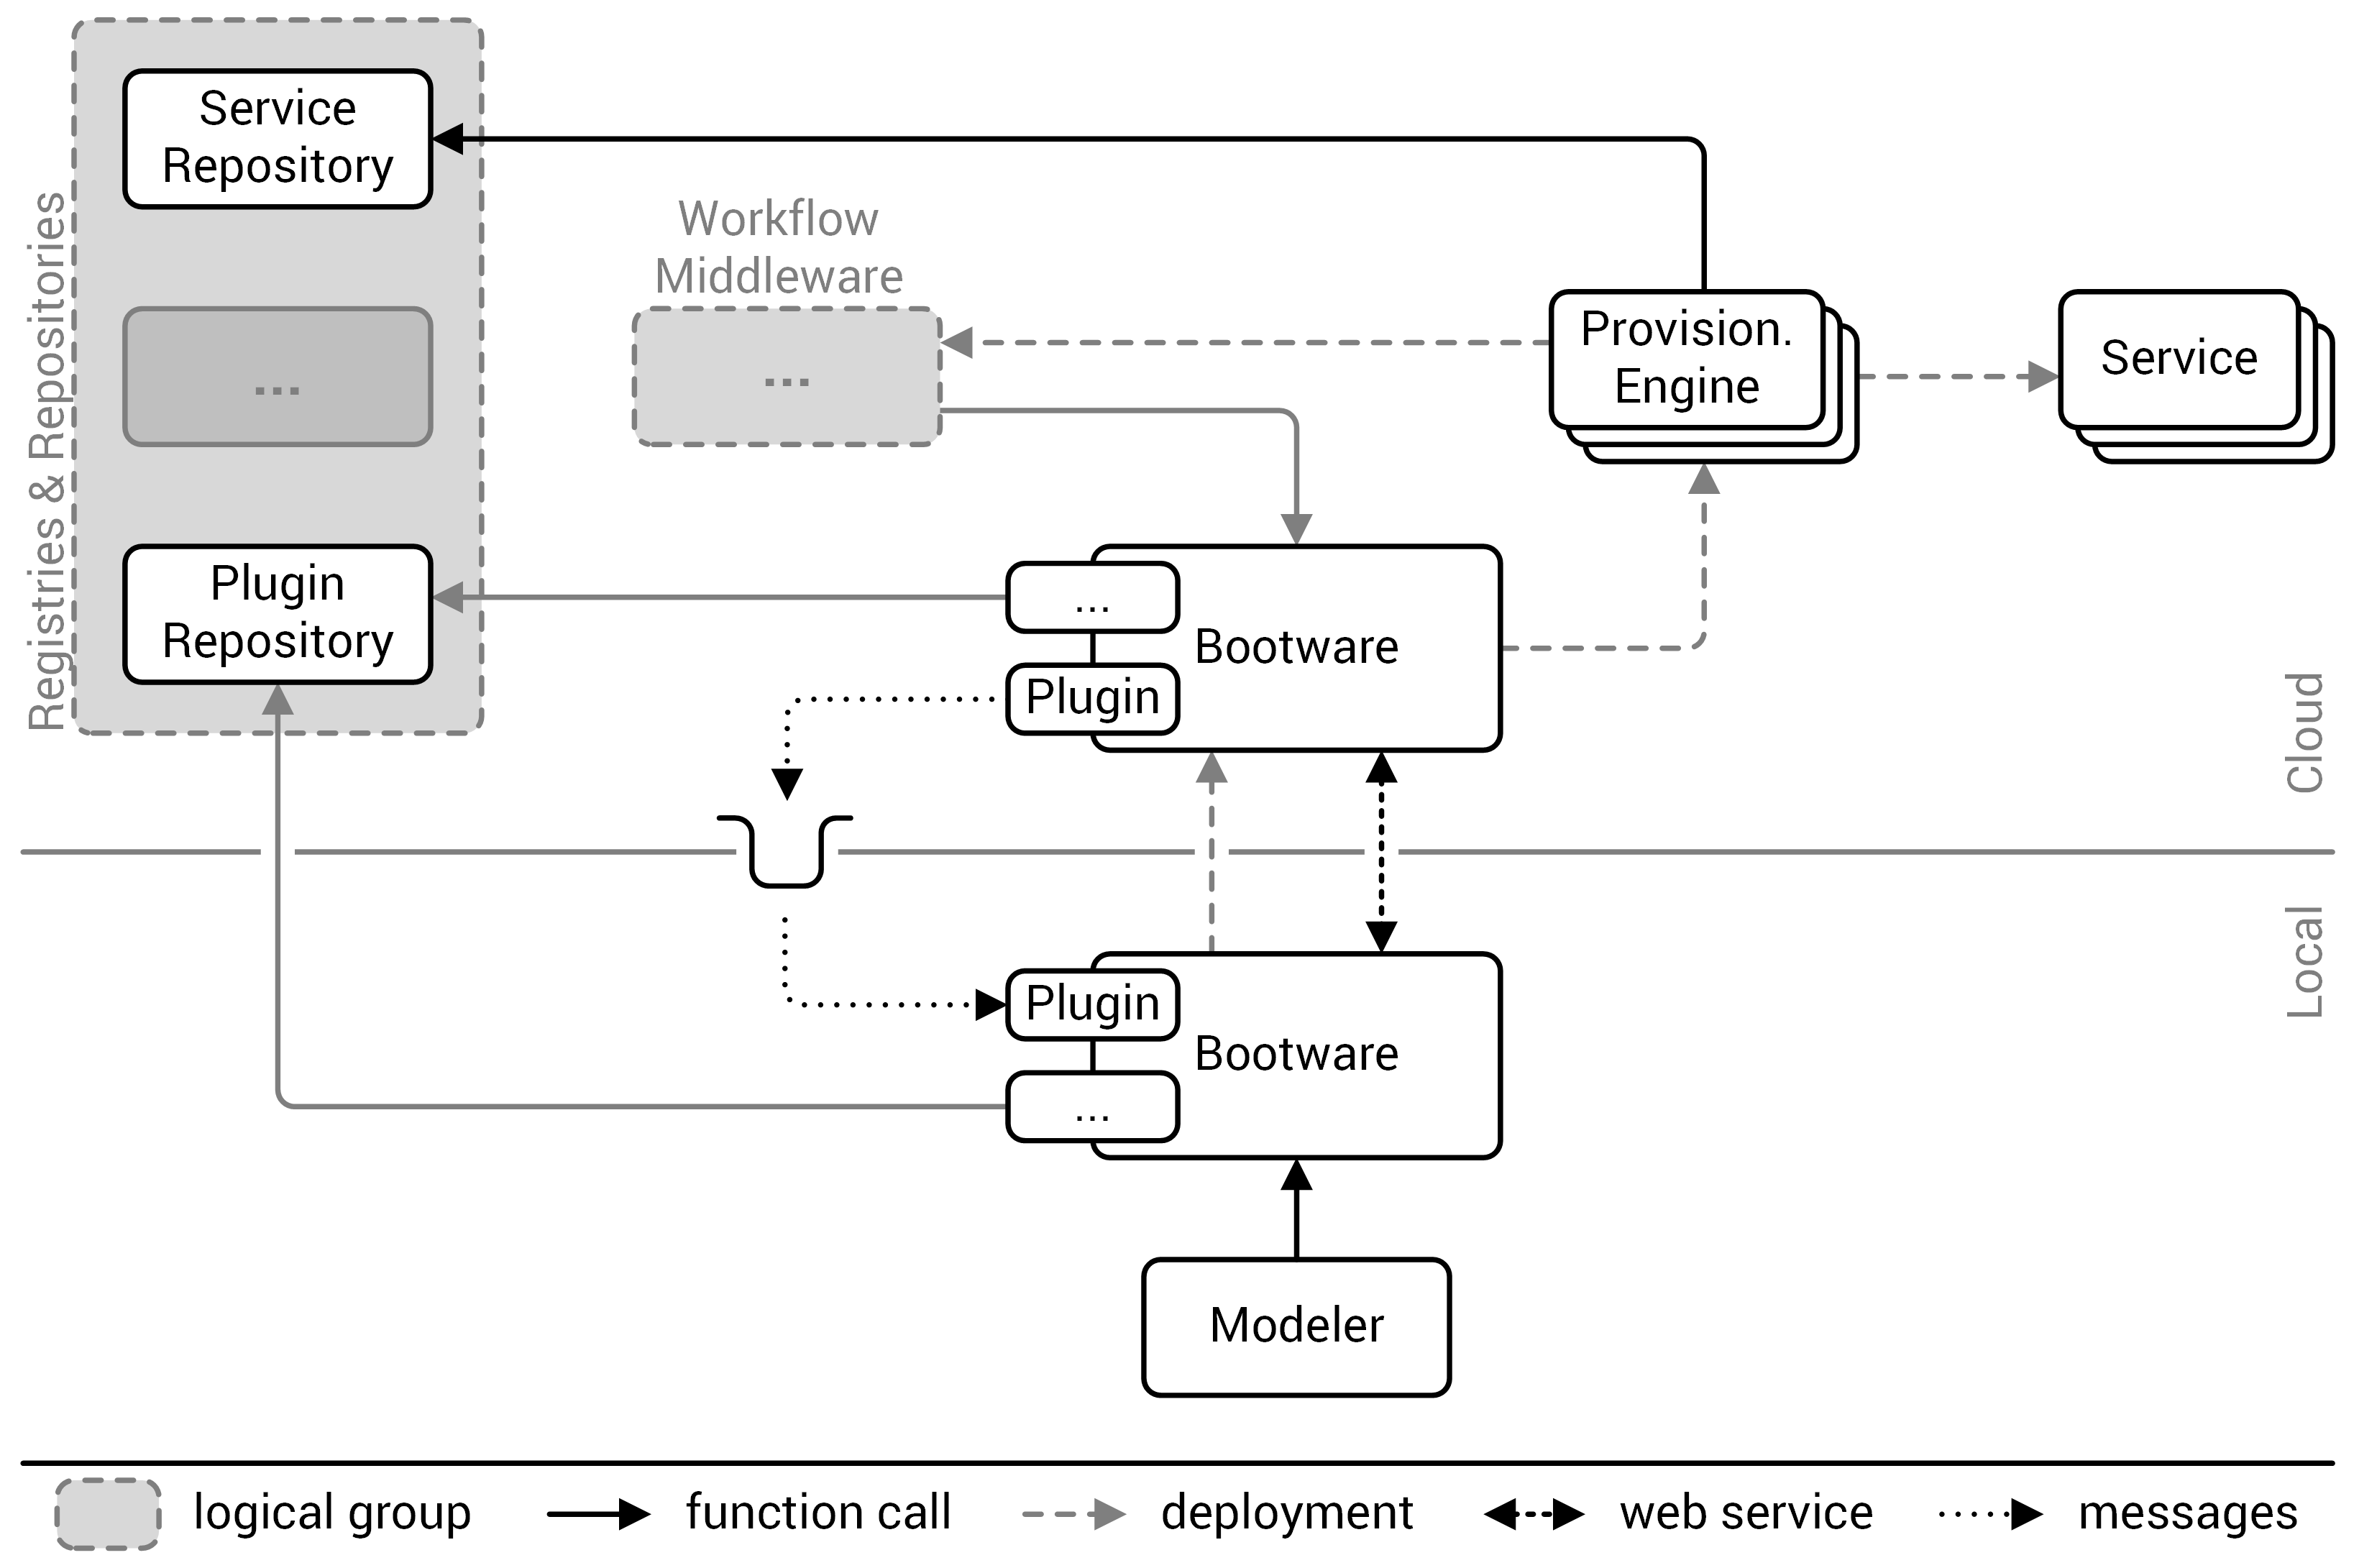 Service
Repository
Registries & Repositories
Workflow
Middleware
...
...
Provision.
Engine
Service
Plugin
Repository
...
Bootware
Plugin
Cloud
Local
Plugin
Bootware
...
Modeler
logical group
function call
deployment
web service
messages